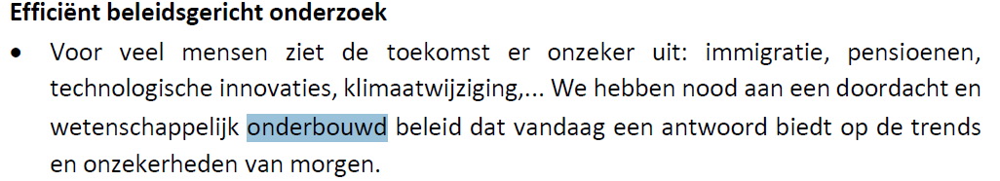 Efficiënt beleidsgericht onderzoek
• Voor veel mensen ziet de toekomst er onzeker uit: immigratie, pensioenen,
technologische innovaties, klimaatwijziging,... We hebben nood aan een doordacht en
wetenschappelijk onderbouwd beleid dat vandaag een antwoord biedt op de trends
en onzekerheden van morgen.